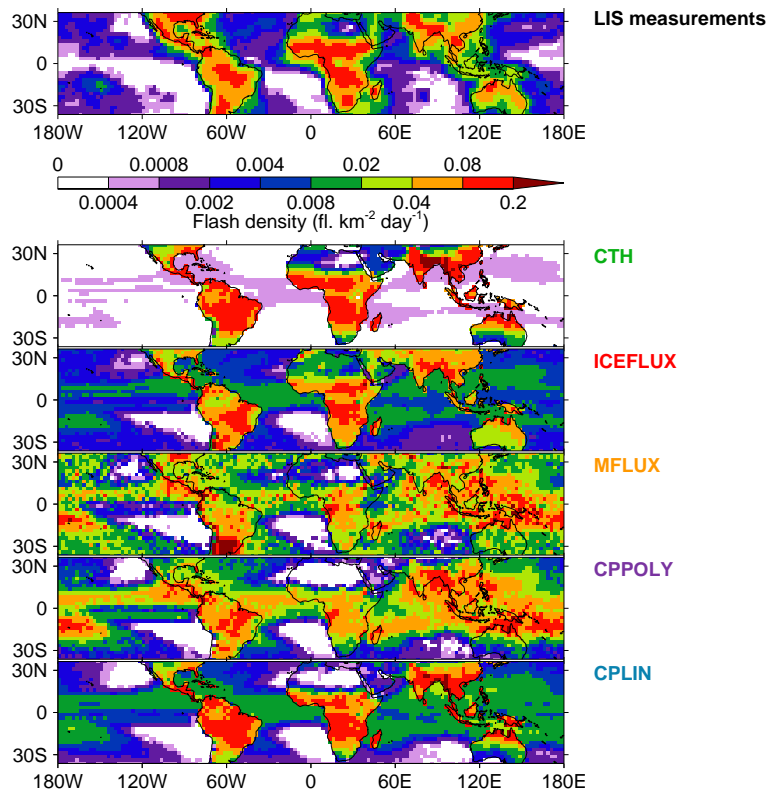 LIS measurements
30N
0
30S
180W 120W 60W 0 60E 120E 180E
0 0.0008 0.004 0.02 0.08
0.0004 0.002 0.008 0.04 0.2
Flash density (fl. km-2 day-1)
30N
0
30S
CTH
30N
0
30S
ICEFLUX
30N
0
30S
MFLUX
30N
0
30S
CPPOLY
30N
0
30S
CPLIN
180W 120W 60W 0 60E 120E 180E